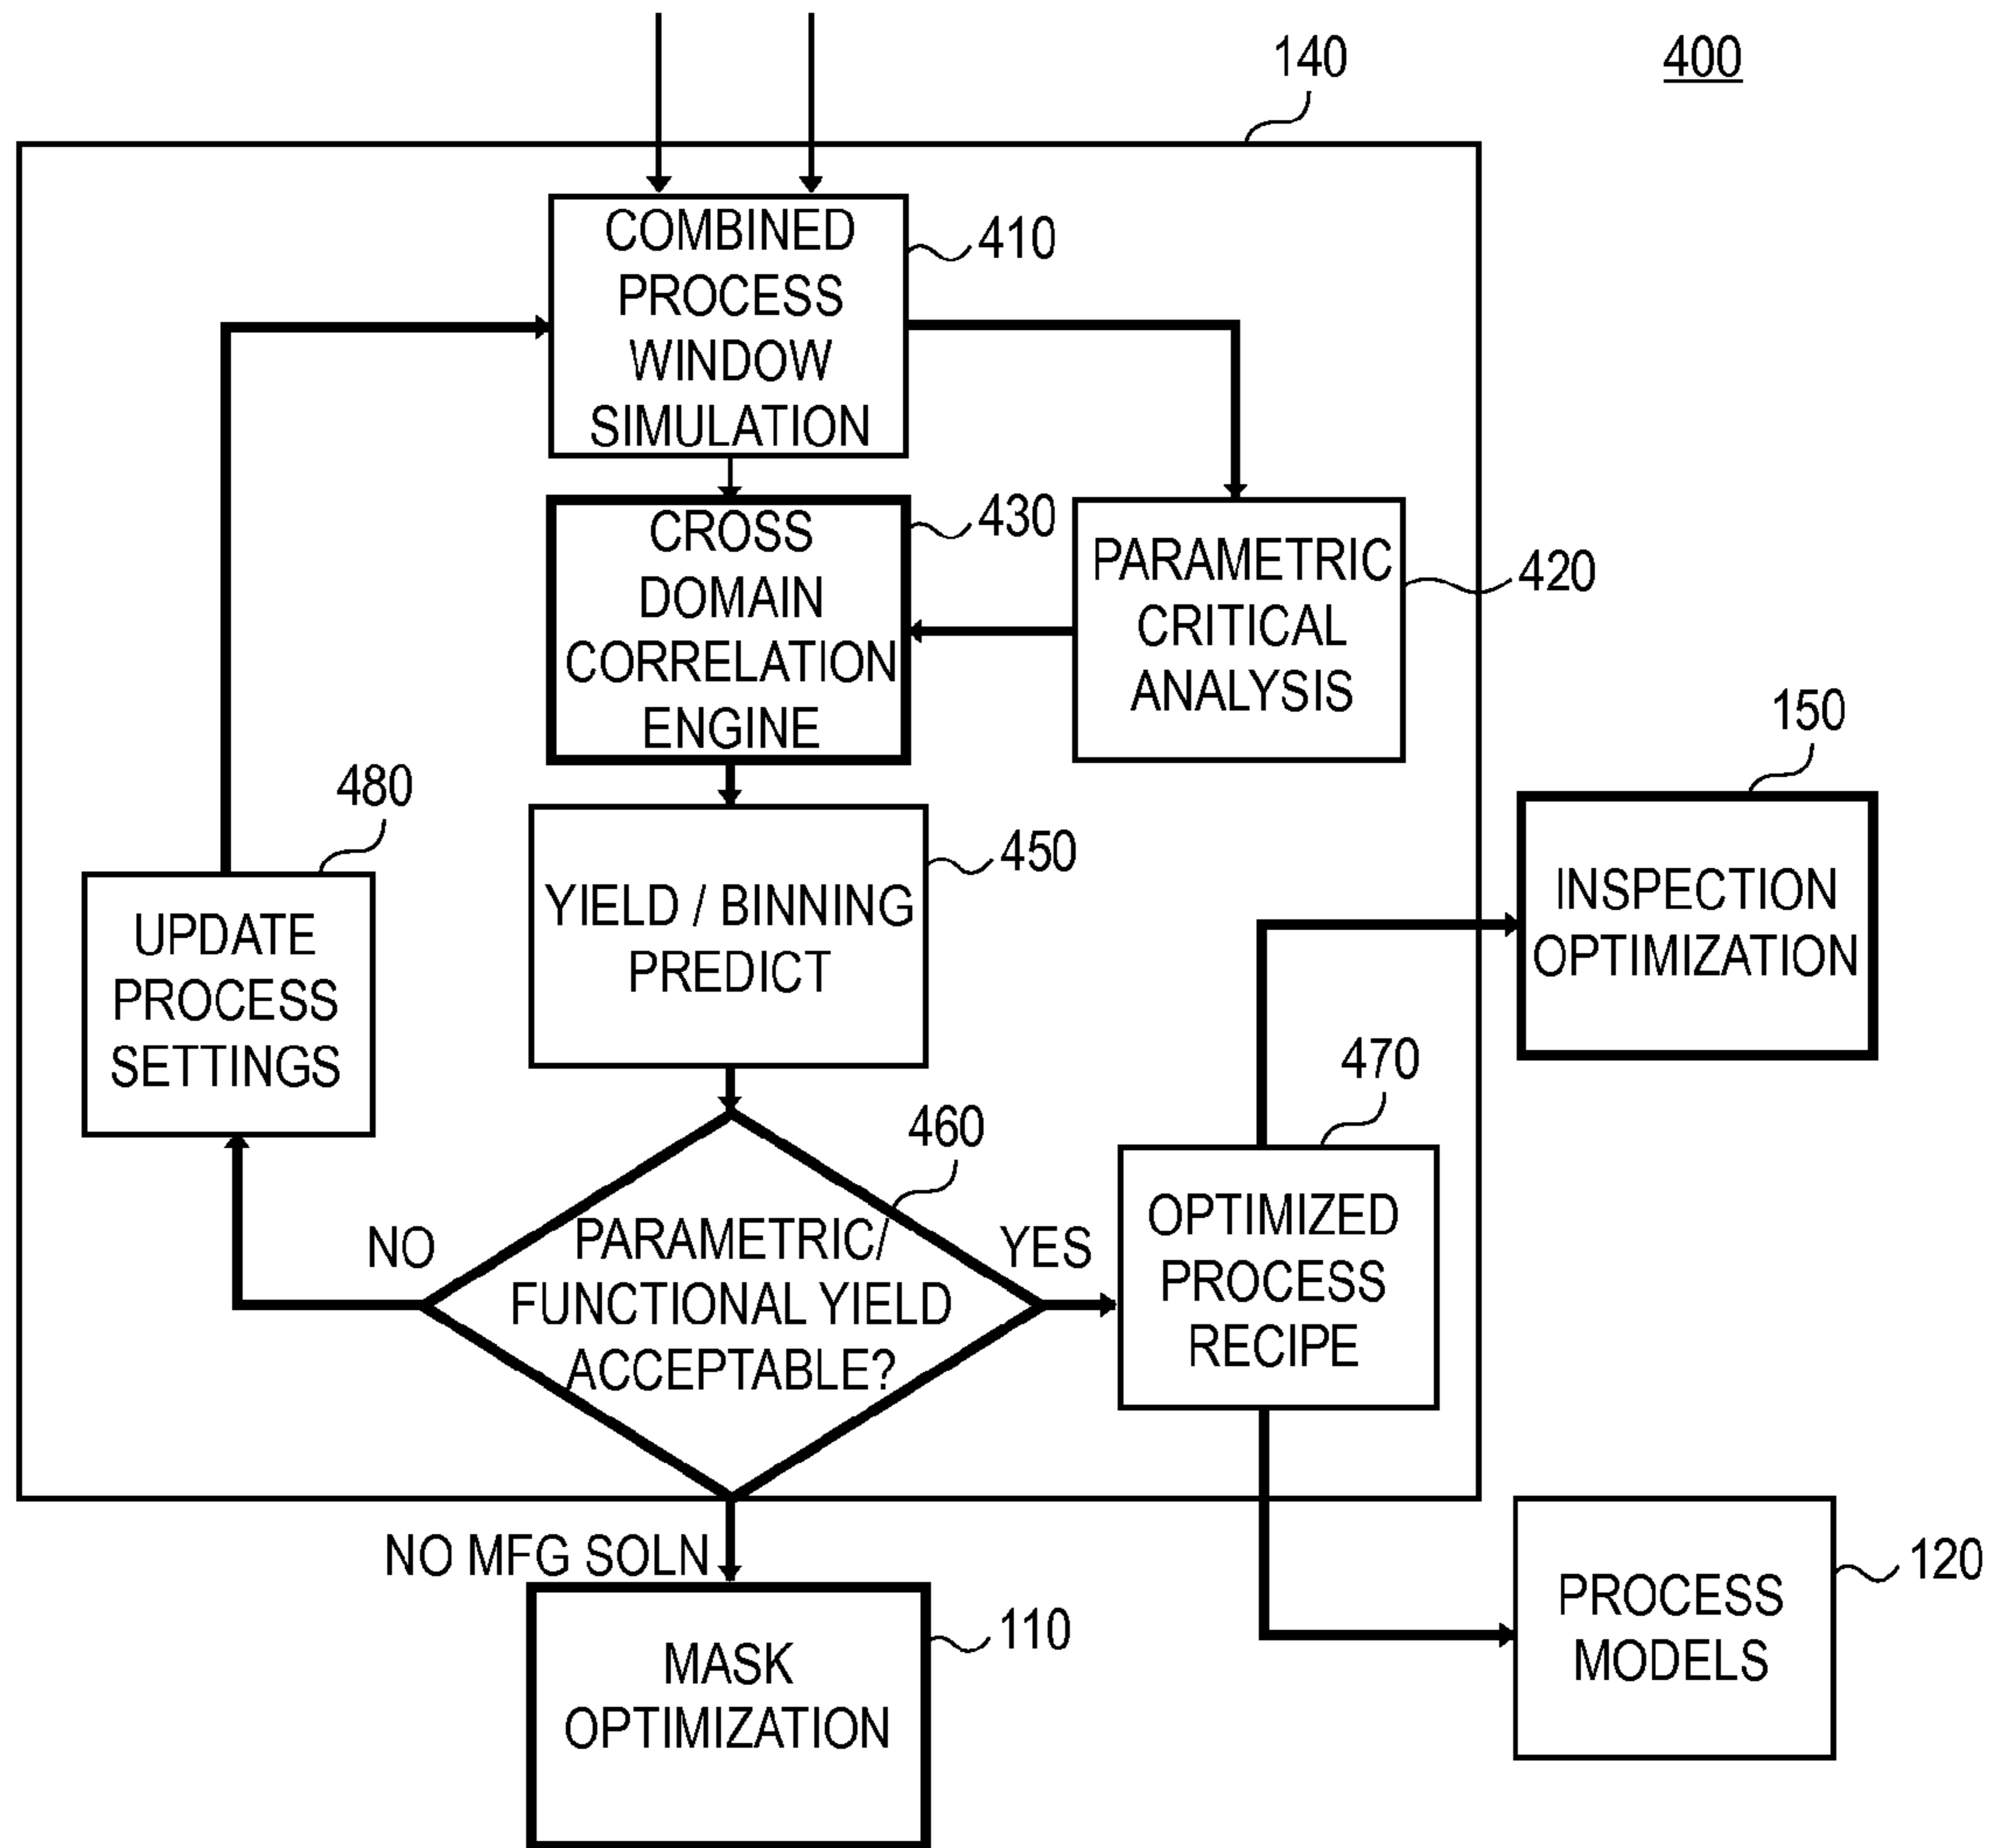 140
400
COMBINED
PROCESS
WINDOW
SIMULATION
410
CROSS
DOMAIN
CORRELATION
ENGINE
430
PARAMETRIC
CRITICAL
ANALYSIS
420
150
480
YIELD / BINNING
PREDICT
450
INSPECTION
OPTIMIZATION
UPDATE
PROCESS
SETTINGS
470
460
NO
PARAMETRIC/
FUNCTIONAL YIELD
ACCEPTABLE?
YES
OPTIMIZED
PROCESS
RECIPE
NO MFG SOLN
MASK
OPTIMIZATION
110
PROCESS
MODELS
120